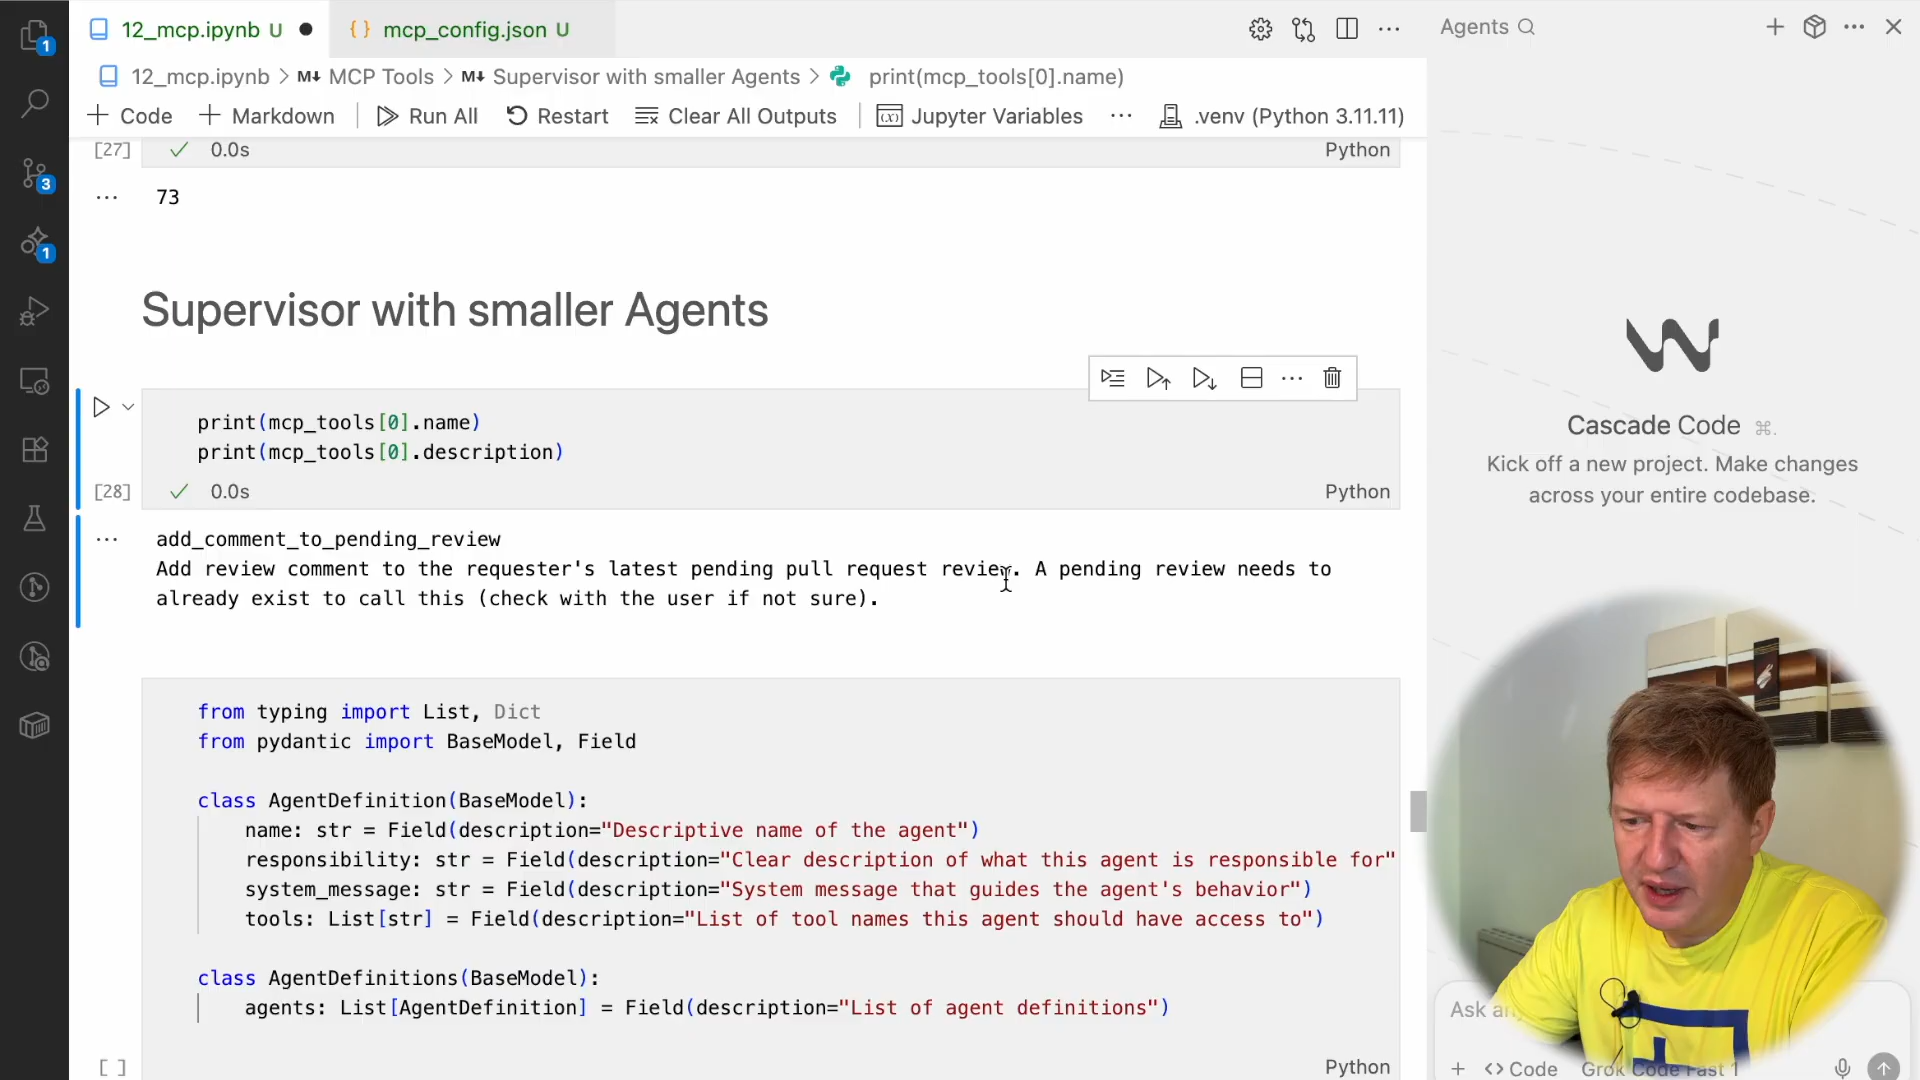 12_mcp.ipynb U
{ } mcp_config.json U
Agents
12_mcp.ipynb > M↓ MCP Tools > M↓ Supervisor with smaller Agents > print(mcp_tools[0].name)
Code
Markdown
Run All
Restart
Clear All Outputs
Jupyter Variables
...
.venv (Python 3.11.11)
[27] ✓ 0.0s Python
... 73
Supervisor with smaller Agents
print(mcp_tools[0].name)
print(mcp_tools[0].description)
[28] ✓ 0.0s Python
... add_comment_to_pending_review
Add review comment to the requester's latest pending pull request review. A pending review needs to
already exist to call this (check with the user if not sure).
from typing import List, Dict
from pydantic import BaseModel, Field
class AgentDefinition(BaseModel):
name: str = Field(description="Descriptive name of the agent")
responsibility: str = Field(description="Clear description of what this agent is responsible for"
system_message: str = Field(description="System message that guides the agent's behavior")
tools: List[str] = Field(description="List of tool names this agent should have access to")
class AgentDefinitions(BaseModel):
agents: List[AgentDefinition] = Field(description="List of agent definitions")
[ ] Python
1
3
1
Cascade Code ⌘.
Kick off a new project. Make changes
across your entire codebase.
Ask
+ <> Code Grok Code Fast 1